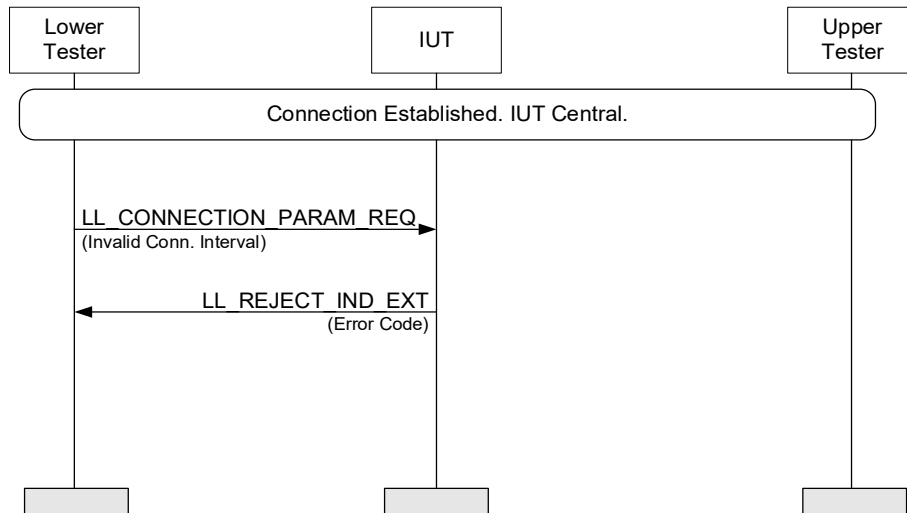 Lower
Tester
IUT
Upper
Tester
Connection Established. IUT Central.
LL_CONNECTION_PARAM_REQ
(Invalid Conn. Interval)
LL_REJECT_IND_EXT
(Error Code)